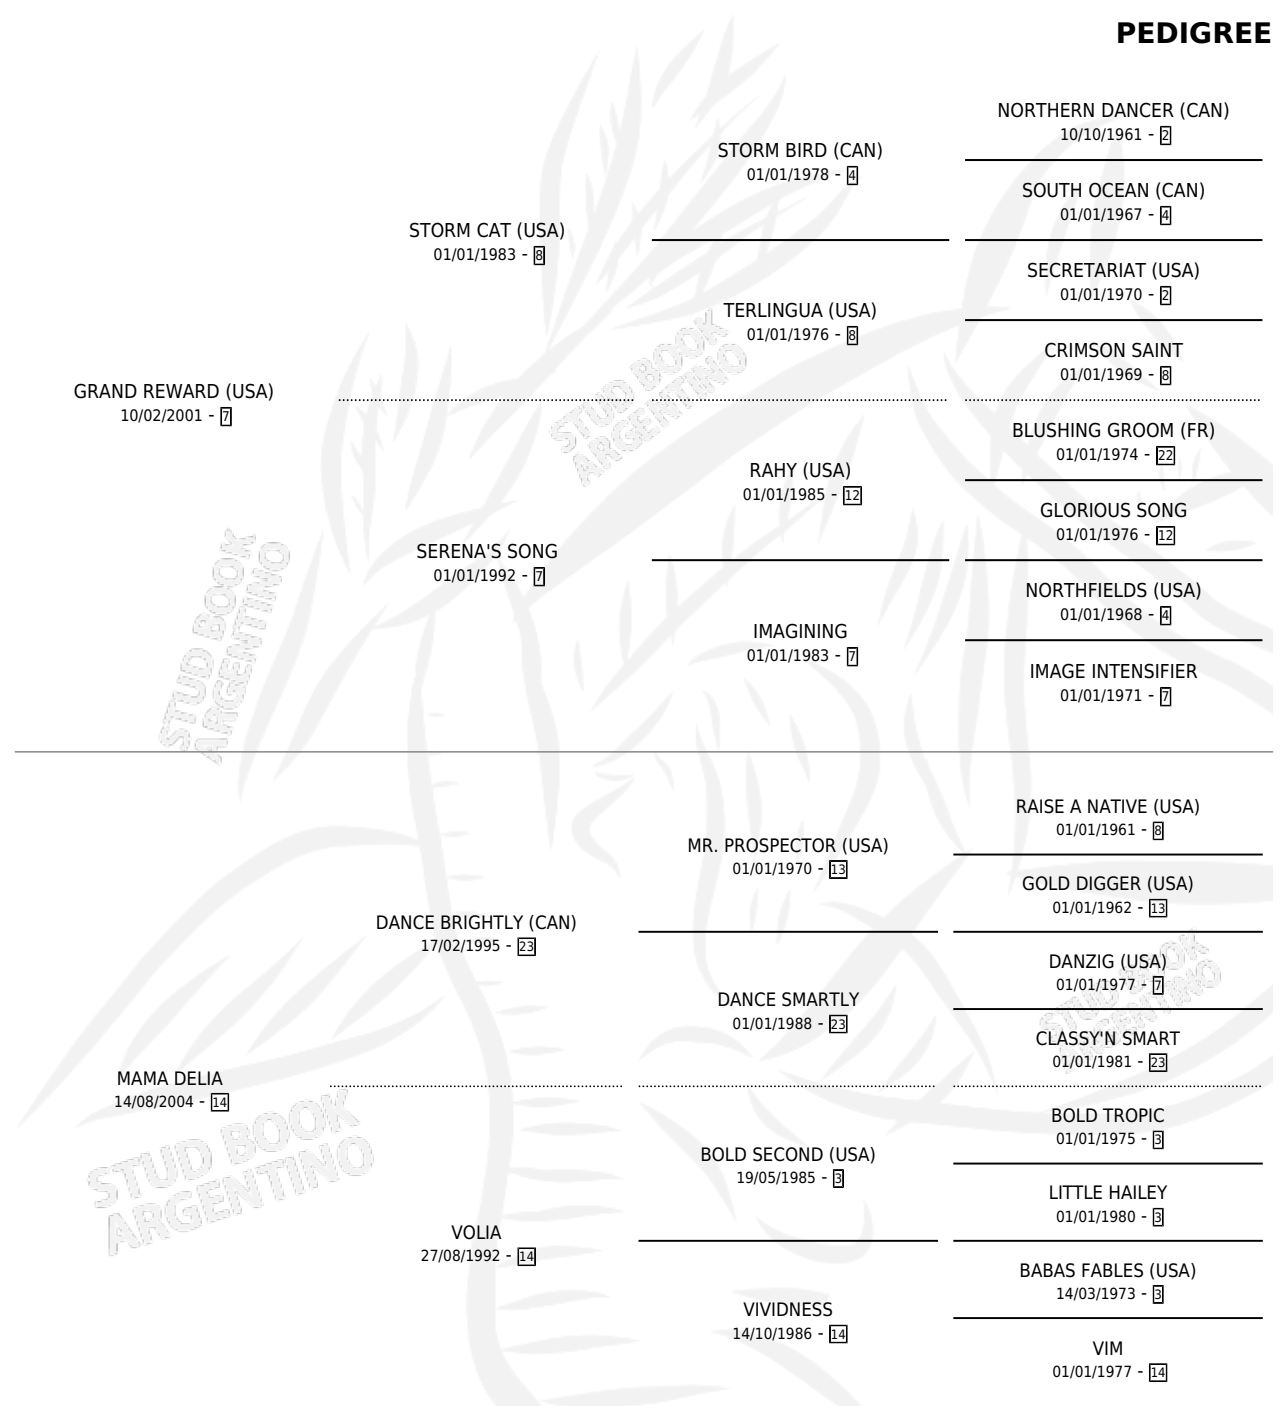 PEDIGREE
NORTHERN DANCER (CAN)
10/10/1961 - 2
STORM BIRD (CAN)
01/01/1978 - 4
SOUTH OCEAN (CAN)
01/01/1967 - 4
STORM CAT (USA)
01/01/1983 - 8
SECRETARIAT (USA)
01/01/1970 - 2
TERLINGUA (USA)
01/01/1976 - 8
CRIMSON SAINT
01/01/1969 - 8
GRAND REWARD (USA)
10/02/2001 - 7
BLUSHING GROOM (FR)
01/01/1974 - 22
RAHY (USA)
01/01/1985 - 12
GLORIOUS SONG
01/01/1976 - 12
SERENA'S SONG
01/01/1992 - 7
NORTHFIELDS (USA)
01/01/1968 - 4
IMAGINING
01/01/1983 - 7
IMAGE INTENSIFIER
01/01/1971 - 7
RAISE A NATIVE (USA)
01/01/1961 - 8
MR. PROSPECTOR (USA)
01/01/1970 - 13
GOLD DIGGER (USA)
01/01/1962 - 13
DANCE BRIGHTLY (CAN)
17/02/1995 - 23
DANZIG (USA)
01/01/1977 - 7
DANCE SMARTLY
01/01/1988 - 23
CLASSY'N SMART
01/01/1981 - 23
MAMA DELIA
14/08/2004 - 14
BOLD TROPIC
01/01/1975 - 3
BOLD SECOND (USA)
19/05/1985 - 3
LITTLE HAILEY
01/01/1980 - 3
VOLIA
27/08/1992 - 14
BABAS FABLES (USA)
14/03/1973 - 3
VIVIDNESS
14/10/1986 - 14
VIM
01/01/1977 - 14
STUD BOOK
ARGENTINO
STUD BOOK
ARGENTINO
STUD BOOK
ARGENTINO
STUD BOOK
ARGENTINO